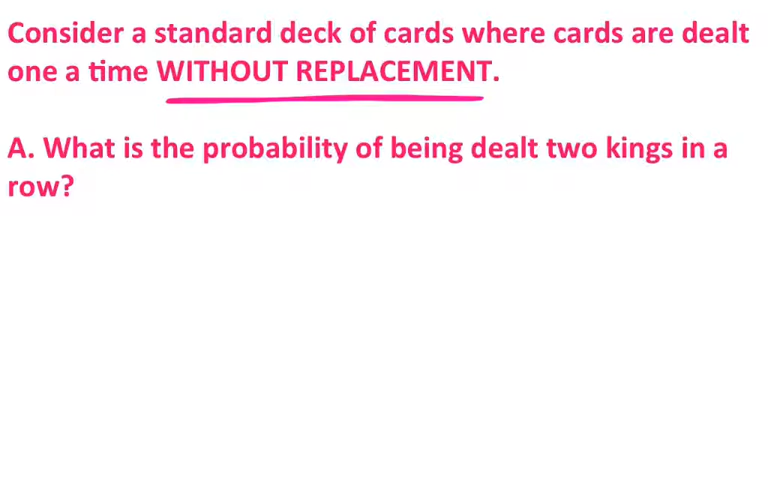 Consider a standard deck of cards where cards are dealt
one a time WITHOUT REPLACEMENT.
A. What is the probability of being dealt two kings in a
row?